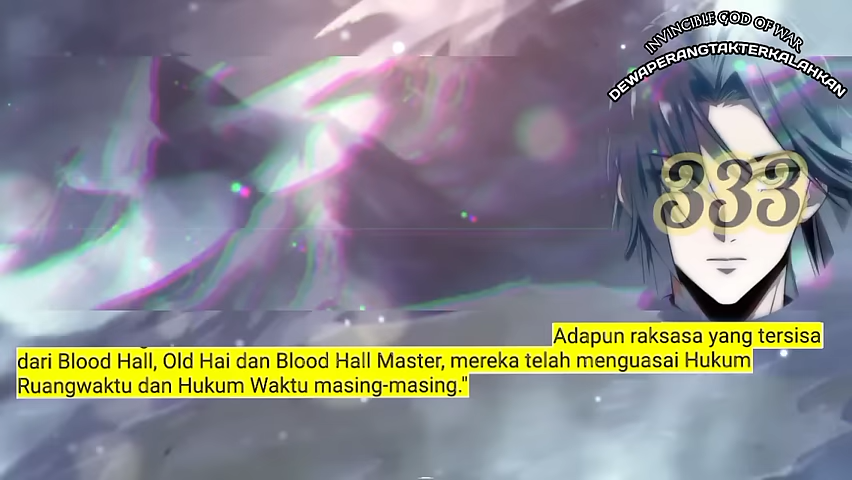 INVINCIBLE GOD OF WAR
DEWAPERANGTAKTERKALAHKAN
333
Adapun raksasa yang tersisa
dari Blood Hall, Old Hai dan Blood Hall Master, mereka telah menguasai Hukum
Ruangwaktu dan Hukum Waktu masing-masing."